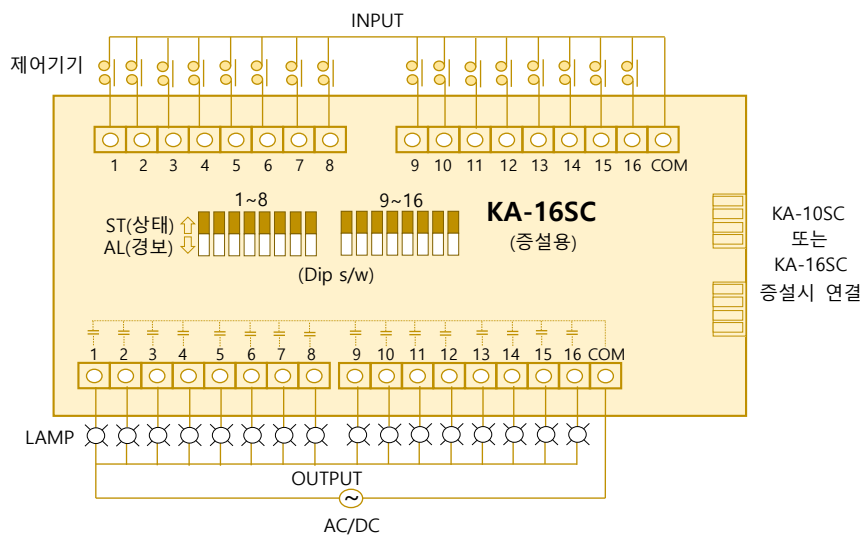 INPUT
제어기기
1 2 3 4 5 6 7 8 9 10 11 12 13 14 15 16 COM
1~8 9~16
ST(상태)
AL(경보)
(Dip s/w)
KA-16SC
(증설용)
KA-10SC
또는
KA-16SC
증설시 연결
1 2 3 4 5 6 7 8 9 10 11 12 13 14 15 16 COM
LAMP
OUTPUT
~
AC/DC